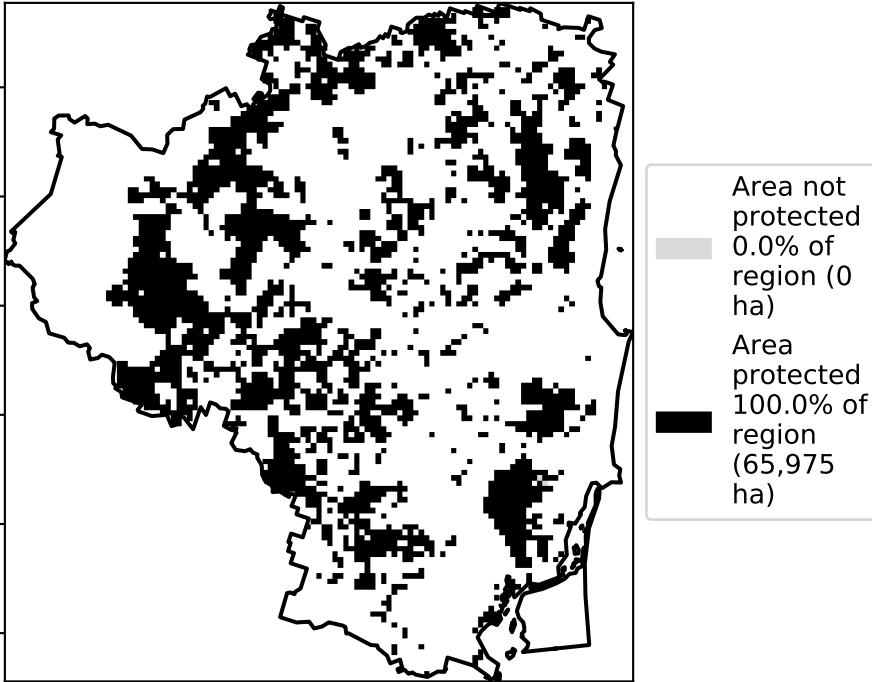 Area not
protected
0.0% of
region (0
ha)
Area
protected
100.0% of
region
(65,975
ha)